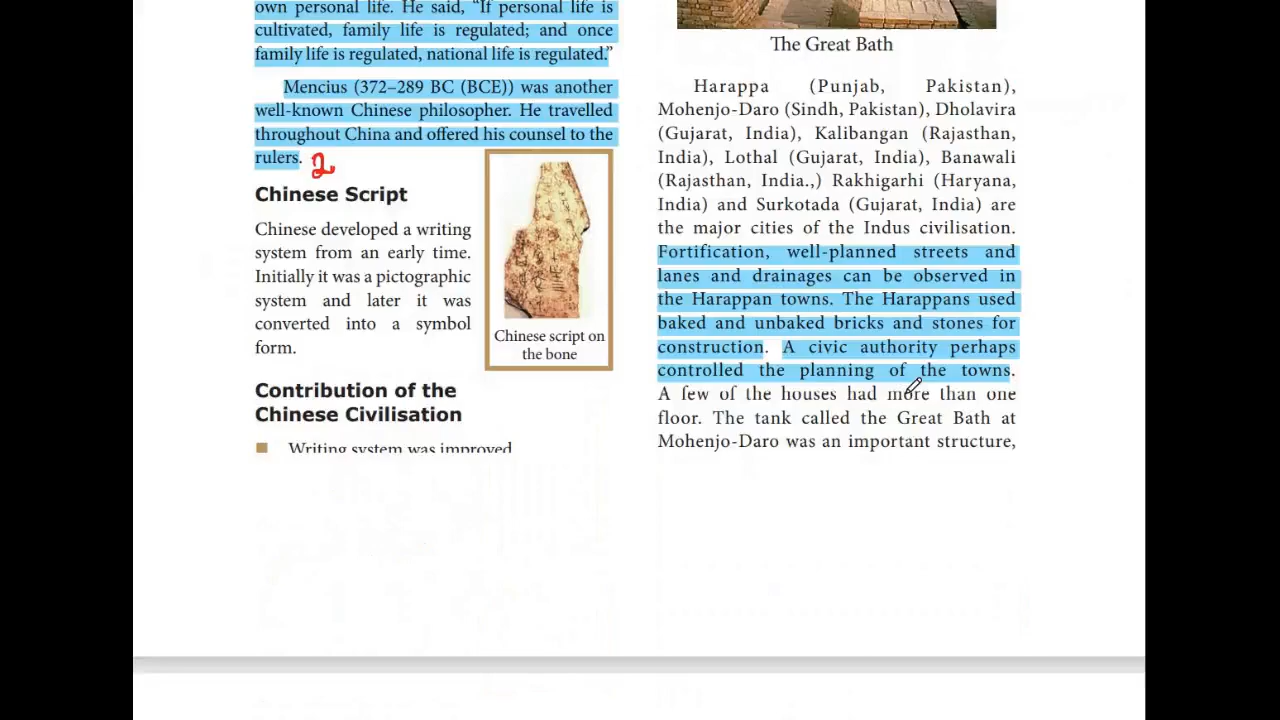 own personal life. He said, “If personal life is
cultivated, family life is regulated; and once
family life is regulated, national life is regulated.”
Mencius (372–289 BC (BCE)) was another
well-known Chinese philosopher. He travelled
throughout China and offered his counsel to the
rulers. 2
Chinese Script
Chinese developed a writing
system from an early time.
Initially it was a pictographic
system and later it was
converted into a symbol
form.
Chinese script on
the bone
Contribution of the
Chinese Civilisation
Writing system was improved
The Great Bath
Harappa (Punjab, Pakistan),
Mohenjo-Daro (Sindh, Pakistan), Dholavira
(Gujarat, India), Kalibangan (Rajasthan,
India), Lothal (Gujarat, India), Banawali
(Rajasthan, India.,) Rakhigarhi (Haryana,
India) and Surkotada (Gujarat, India) are
the major cities of the Indus civilisation.
Fortification, well-planned streets and
lanes and drainages can be observed in
the Harappan towns. The Harappans used
baked and unbaked bricks and stones for
construction. A civic authority perhaps
controlled the planning of the towns.
A few of the houses had more than one
floor. The tank called the Great Bath at
Mohenjo-Daro was an important structure,